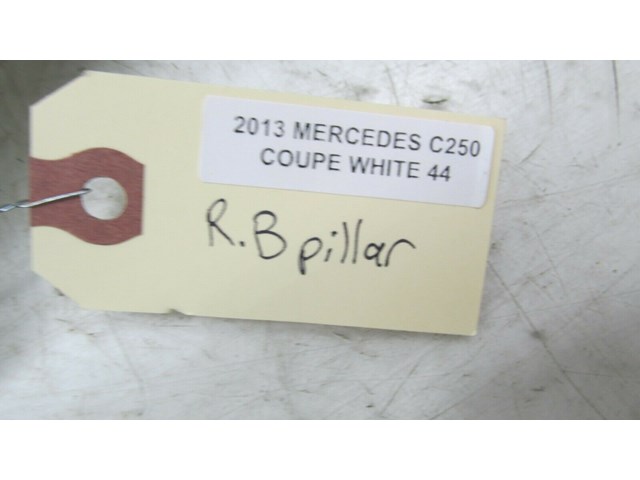 2013 MERCEDES C250
COUPE WHITE 44
R. B pillar